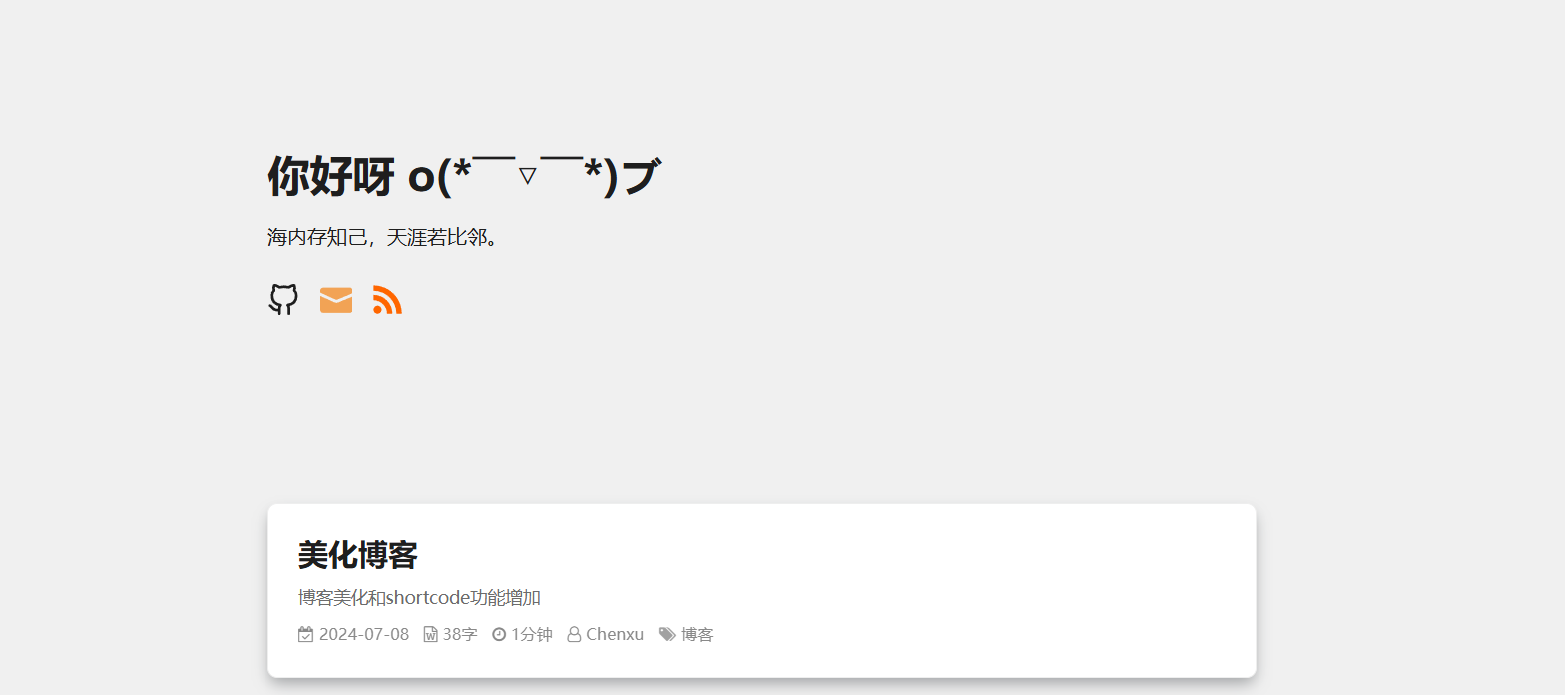 你好呀 o(*￣▽￣*)ブ
海内存知己，天涯若比邻。
美化博客
博客美化和shortcode功能增加
2024-07-08 38字 1分钟 Chenxu 博客